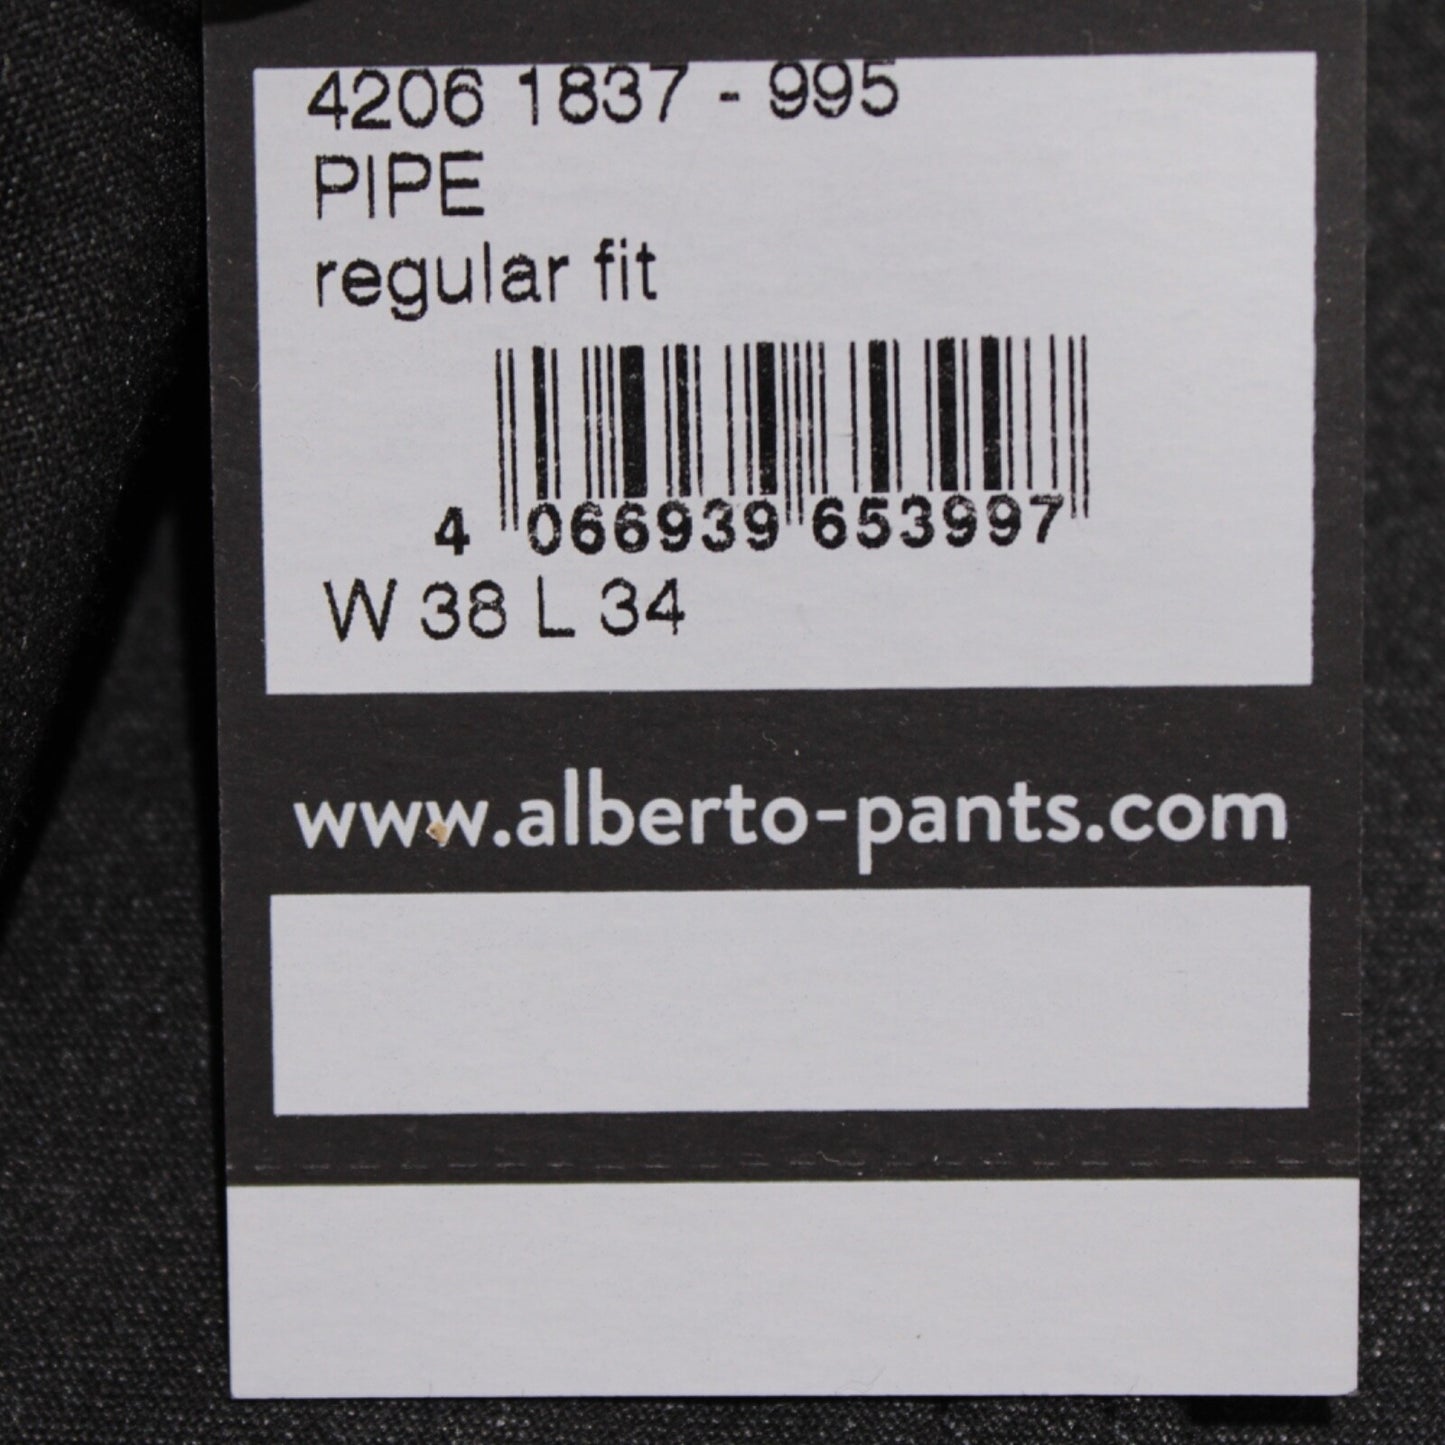 4206 1837 - 995
PIPE
regular fit
4 066939 653997
W 38 L 34
www.alberto-pants.com